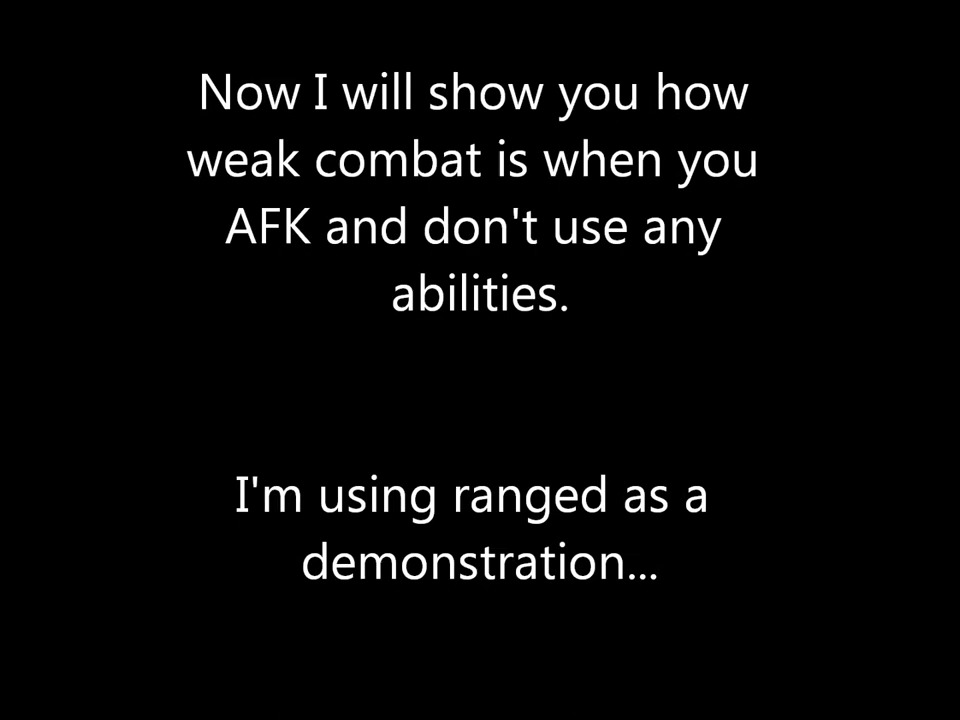 Now I will show you how
weak combat is when you
AFK and don't use any
abilities.
I'm using ranged as a
demonstration...